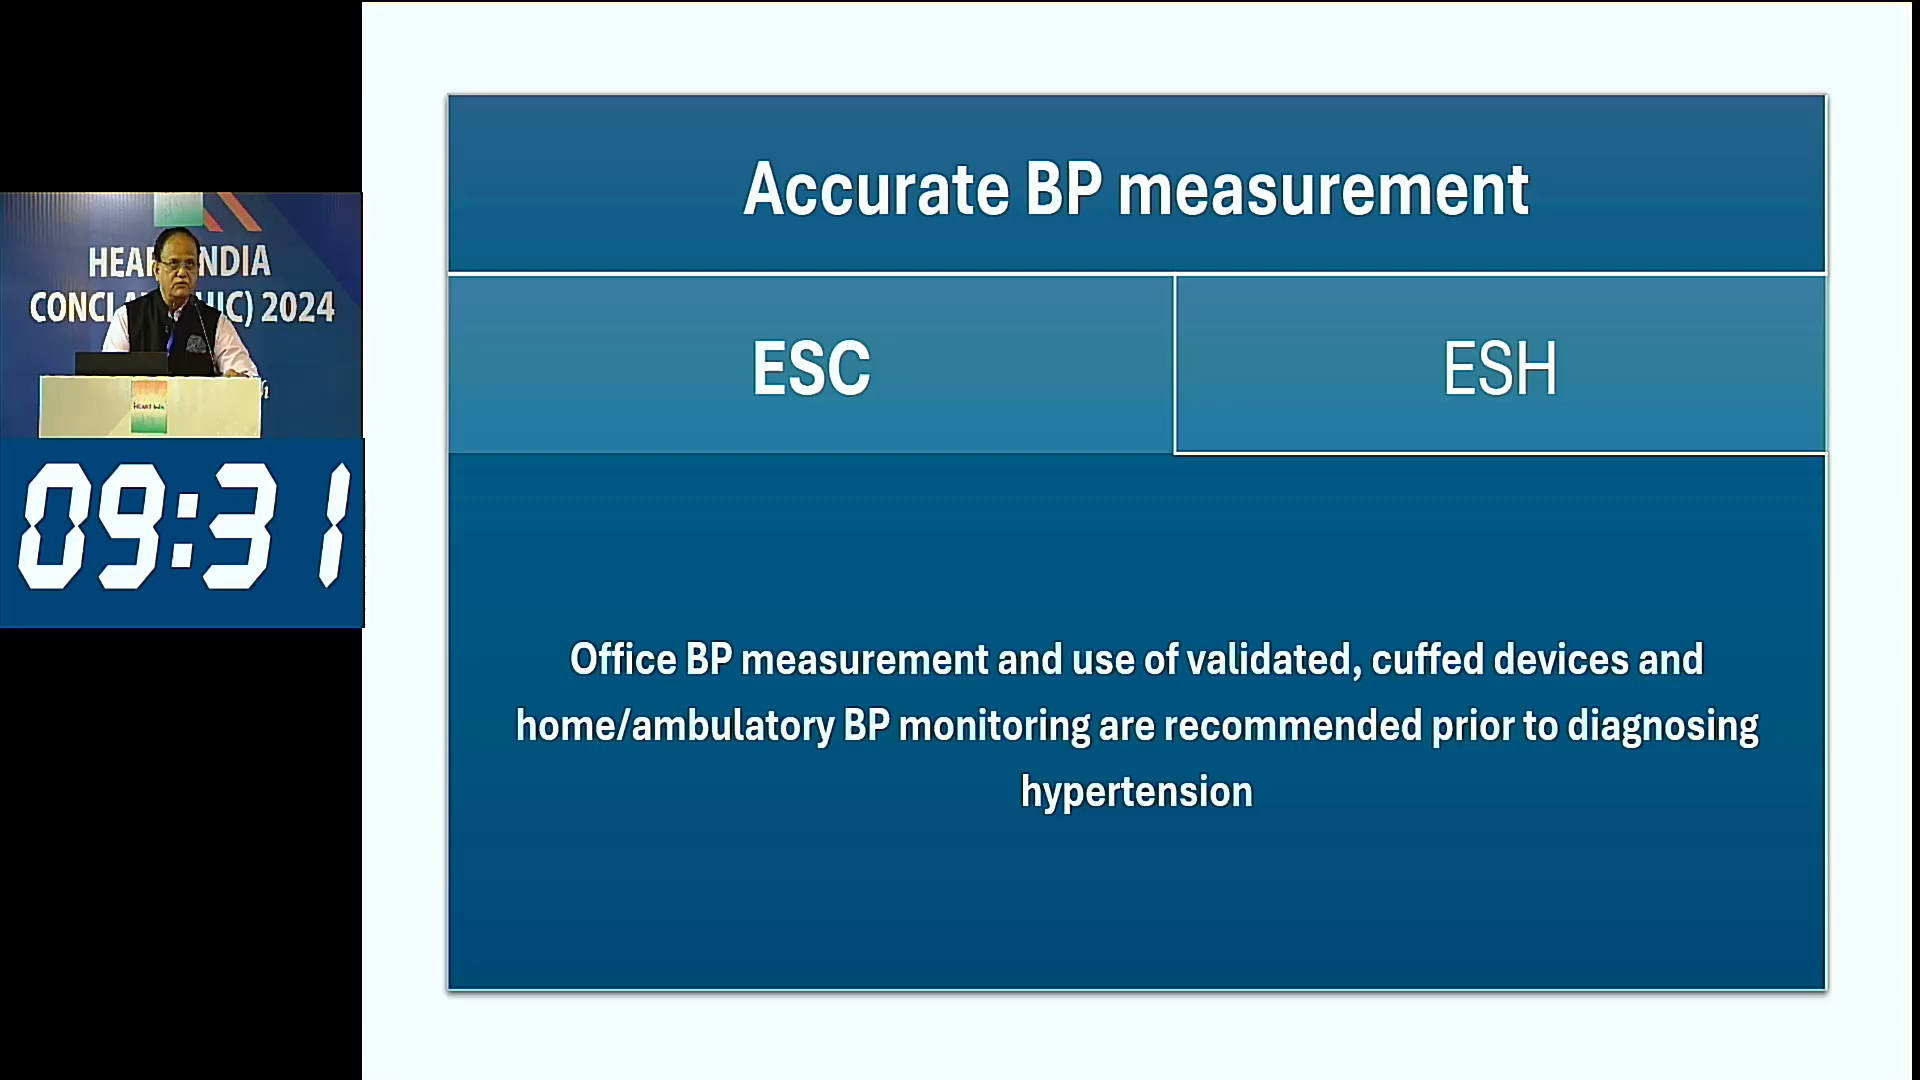 Accurate BP measurement
ESC
ESH
Office BP measurement and use of validated, cuffed devices and
home/ambulatory BP monitoring are recommended prior to diagnosing
hypertension
2024
09:31